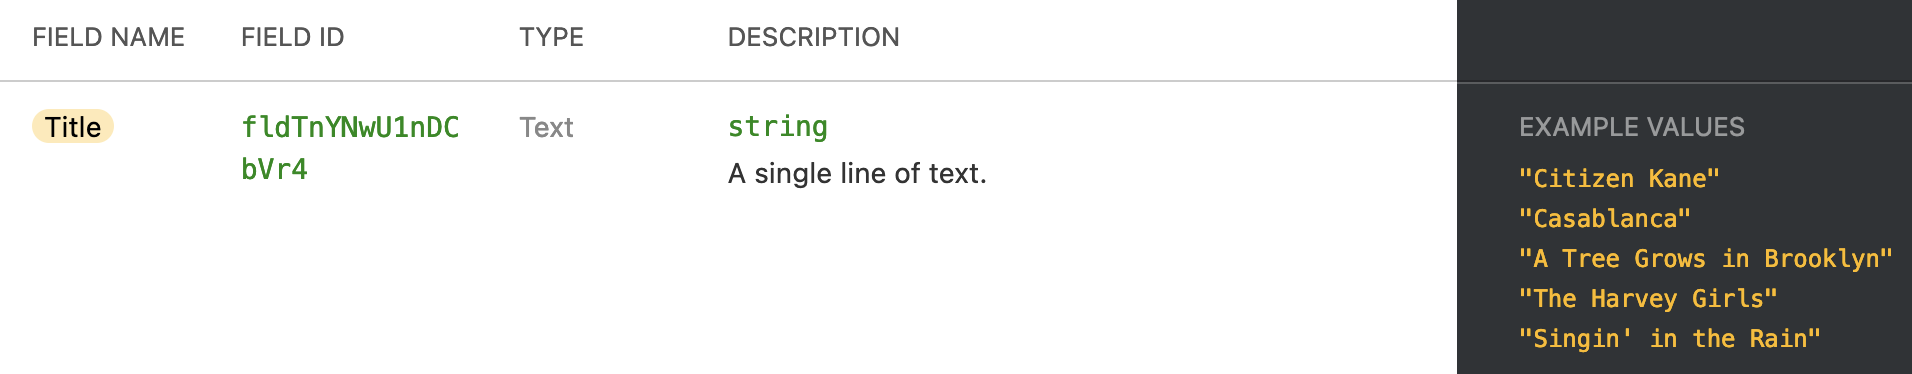 FIELD NAME FIELD ID TYPE DESCRIPTION
Title fldTnYNwU1nDC Text string
bVr4
A single line of text.
EXAMPLE VALUES
"Citizen Kane"
"Casablanca"
"A Tree Grows in Brooklyn"
"The Harvey Girls"
"Singin' in the Rain"